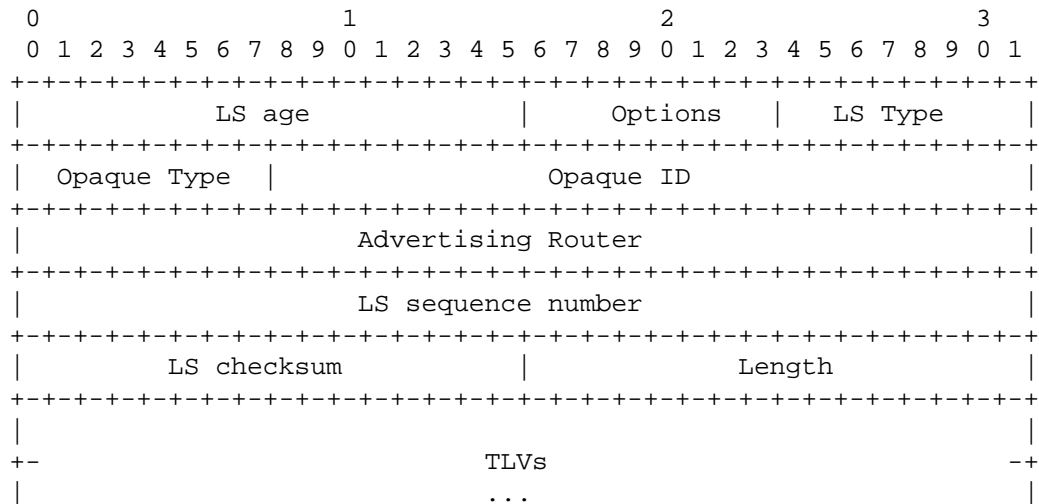 0                   1                   2                   3
 0 1 2 3 4 5 6 7 8 9 0 1 2 3 4 5 6 7 8 9 0 1 2 3 4 5 6 7 8 9 0 1
+-+-+-+-+-+-+-+-+-+-+-+-+-+-+-+-+-+-+-+-+-+-+-+-+-+-+-+-+-+-+-+-+
|            LS age             |     Options   |   LS Type     |
+-+-+-+-+-+-+-+-+-+-+-+-+-+-+-+-+-+-+-+-+-+-+-+-+-+-+-+-+-+-+-+-+
|  Opaque Type  |                 Opaque ID                     |
+-+-+-+-+-+-+-+-+-+-+-+-+-+-+-+-+-+-+-+-+-+-+-+-+-+-+-+-+-+-+-+-+
|                     Advertising Router                        |
+-+-+-+-+-+-+-+-+-+-+-+-+-+-+-+-+-+-+-+-+-+-+-+-+-+-+-+-+-+-+-+-+
|                     LS sequence number                        |
+-+-+-+-+-+-+-+-+-+-+-+-+-+-+-+-+-+-+-+-+-+-+-+-+-+-+-+-+-+-+-+-+
|         LS checksum           |             Length            |
+-+-+-+-+-+-+-+-+-+-+-+-+-+-+-+-+-+-+-+-+-+-+-+-+-+-+-+-+-+-+-+-+
|                                                               |
+-                            TLVs                             -+
|                             ...                               |